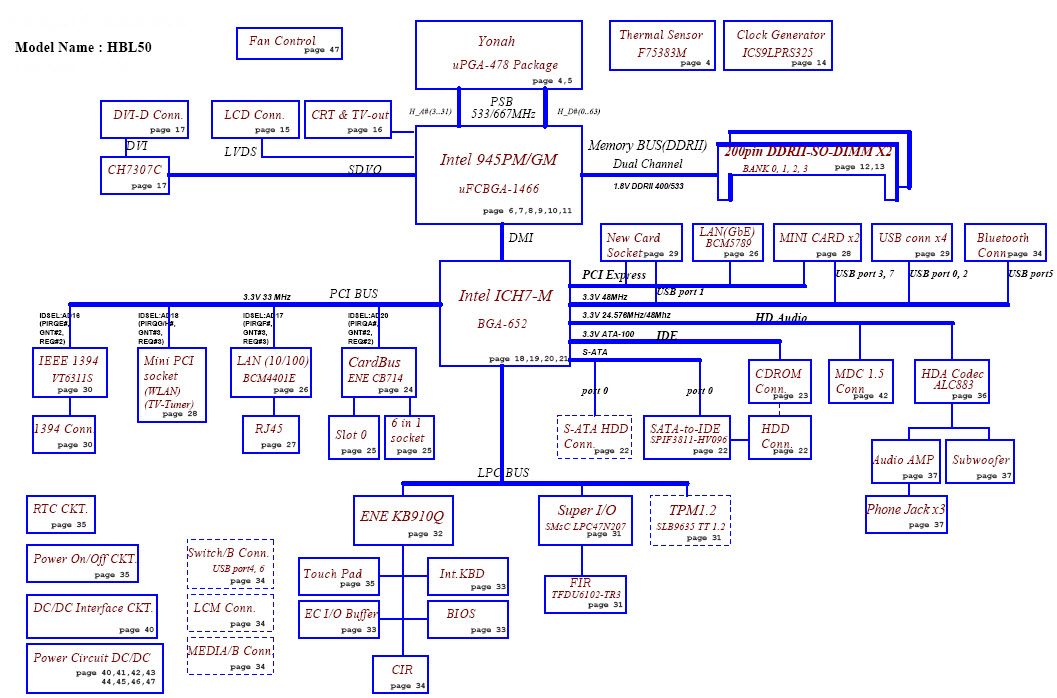 Model Name : HBL50
Fan Control
page 47
Yonah
uPGA-478 Package
page 4,5
Thermal Sensor
F75383M
page 4
Clock Generator
ICS9LPRS325
page 14
H_A#(3..31)
PSB
533/667MHz
H_D#(0..63)
DVI-D Conn.
page 17
LCD Conn.
page 15
CRT & TV-out
page 16
DVI
LVDS
CH7307C
page 17
SDVO
Intel 945PM/GM
uFCBGA-1466
page 6,7,8,9,10,11
Memory BUS(DDRII)
Dual Channel
1.8V DDRII 400/533
200pin DDRII-SO-DIMM X2
BANK 0, 1, 2, 3
page 12,13
DMI
New Card
Socket
page 29
LAN(GbE)
BCM5789
page 26
MINI CARD x2
page 28
USB conn x4
page 29
Bluetooth
Conn
page 34
PCI Express
USB port 1
USB port 3, 7
USB port 0, 2
USB port5
Intel ICH7-M
BGA-652
page 18,19,20,21
3.3V 33 MHz
PCI BUS
3.3V 48MHz
3.3V 24.576MHz/48Mhz
HD Audio
3.3V ATA-100
IDE
S-ATA
IDSEL:AD16
(PIRQE#,
GNT#2,
REQ#2)
IDSEL:AD18
(PIRQG/H#,
GNT#3,
REQ#3)
IDSEL:AD17
(PIRQF#,
GNT#3,
REQ#3)
IDSEL:AD20
(PIRQA#,
GNT#2,
REQ#2)
IEEE 1394
VT6311S
page 30
Mini PCI
socket
(WLAN)
(TV-Tuner)
page 28
LAN (10/100)
BCM4401E
page 26
CardBus
ENE CB714
page 24
port 0
port 0
CDROM
Conn.
page 23
MDC 1.5
Conn
page 42
HDA Codec
ALC883
page 36
1394 Conn.
page 30
RJ45
page 27
Slot 0
page 25
6 in 1
socket
page 25
S-ATA HDD
Conn.
page 22
SATA-to-IDE
SPIF3811-HV096
page 22
HDD
Conn.
page 22
Audio AMP
page 37
Subwoofer
page 37
Phone Jack x3
page 37
LPC BUS
RTC CKT.
page 35
ENE KB910Q
page 32
Super I/O
SMsC LPC47N207
page 31
TPM1.2
SLB9635 TT 1.2
page 31
Power On/Off CKT.
page 35
Switch/B Conn.
USB port4, 6
page 34
Touch Pad
page 35
Int.KBD
page 33
FIR
TFDU6102-TR3
page 31
DC/DC Interface CKT.
page 40
LCM Conn.
page 34
EC I/O Buffer
page 33
BIOS
page 33
Power Circuit DC/DC
page 40,41,42,43
44,45,46,47
MEDIA/B Conn.
page 34
CIR
page 34